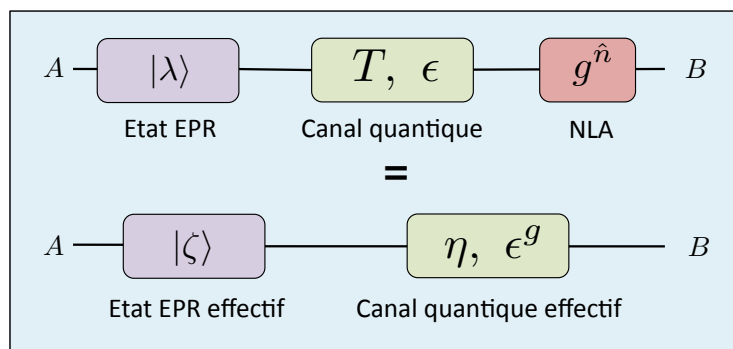 A |λ⟩ T, ϵ g^n̂ B
Etat EPR Canal quantique NLA
=
A |ζ⟩ η, ϵ^g B
Etat EPR effectif Canal quantique effectif